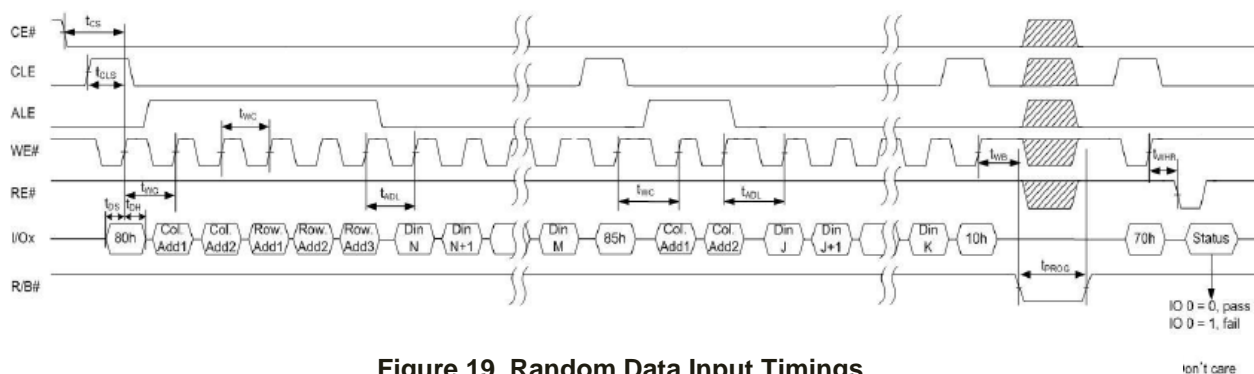 CE#
tCS
CLE
tCLS
ALE
tWC
WE#
tWB
tWHR
RE#
tWC
tADL
tWC
tADL
tDS tDH
I/Ox
80h Col. Add1 Col. Add2 Row. Add1 Row. Add2 Row. Add3 Din N Din N+1 Din M 85h Col. Add1 Col. Add2 Din J Din J+1 Din K 10h 70h Status
tPROG
R/B#
IO 0 = 0, pass
IO 0 = 1, fail
Figure 19. Random Data Input Timings
on't care